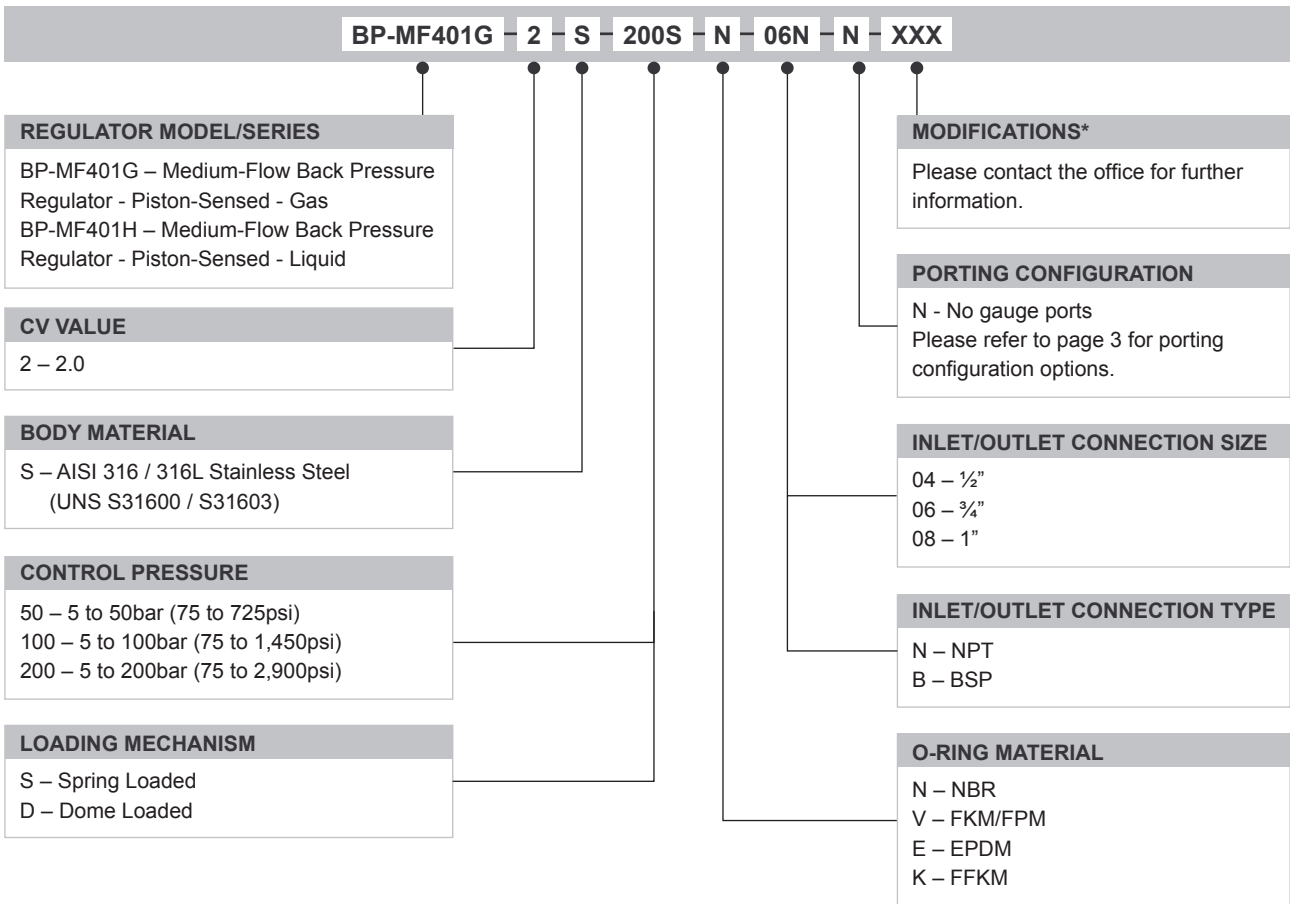 BP-MF401G - 2 - S - 200S - N - 06N - N - XXX
REGULATOR MODEL/SERIES
BP-MF401G – Medium-Flow Back Pressure
Regulator - Piston-Sensed - Gas
BP-MF401H – Medium-Flow Back Pressure
Regulator - Piston-Sensed - Liquid
CV VALUE
2 – 2.0
BODY MATERIAL
S – AISI 316 / 316L Stainless Steel
(UNS S31600 / S31603)
CONTROL PRESSURE
50 – 5 to 50bar (75 to 725psi)
100 – 5 to 100bar (75 to 1,450psi)
200 – 5 to 200bar (75 to 2,900psi)
LOADING MECHANISM
S – Spring Loaded
D – Dome Loaded
MODIFICATIONS*
Please contact the office for further
information.
PORTING CONFIGURATION
N - No gauge ports
Please refer to page 3 for porting
configuration options.
INLET/OUTLET CONNECTION SIZE
04 – ½”
06 – ¾”
08 – 1”
INLET/OUTLET CONNECTION TYPE
N – NPT
B – BSP
O-RING MATERIAL
N – NBR
V – FKM/FPM
E – EPDM
K – FFKM